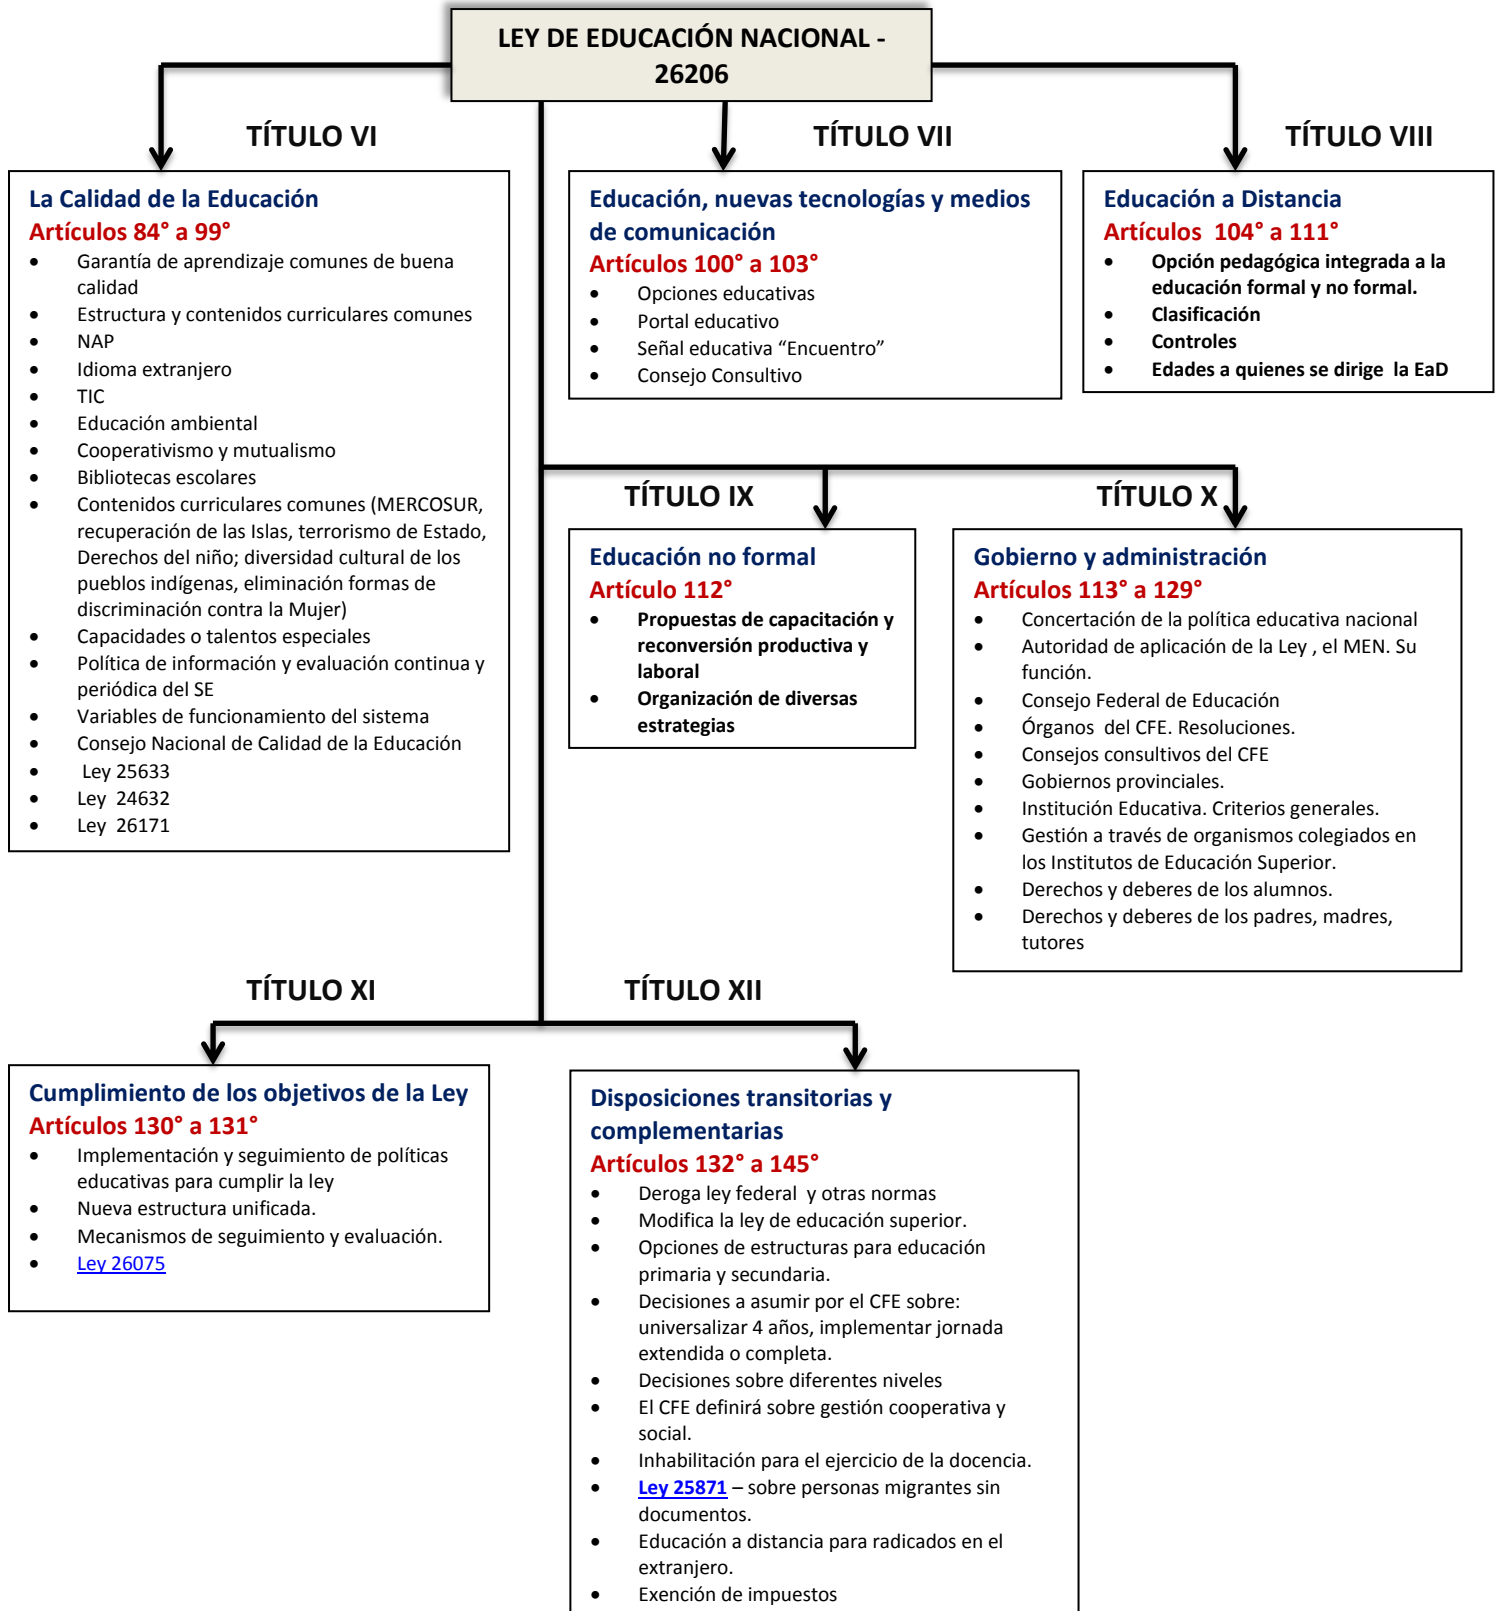 LEY DE EDUCACIÓN NACIONAL -
26206
TÍTULO VI
TÍTULO VII
TÍTULO VIII
La Calidad de la Educación
Artículos 84° a 99°
• Garantía de aprendizaje comunes de buena
calidad
• Estructura y contenidos curriculares comunes
• NAP
• Idioma extranjero
• TIC
• Educación ambiental
• Cooperativismo y mutualismo
• Bibliotecas escolares
• Contenidos curriculares comunes (MERCOSUR,
recuperación de las Islas, terrorismo de Estado,
Derechos del niño; diversidad cultural de los
pueblos indígenas, eliminación formas de
discriminación contra la Mujer)
• Capacidades o talentos especiales
• Política de información y evaluación continua y
periódica del SE
• Variables de funcionamiento del sistema
• Consejo Nacional de Calidad de la Educación
• Ley 25633
• Ley 24632
• Ley 26171
Educación, nuevas tecnologías y medios
de comunicación
Artículos 100° a 103°
• Opciones educativas
• Portal educativo
• Señal educativa “Encuentro”
• Consejo Consultivo
Educación a Distancia
Artículos 104° a 111°
• Opción pedagógica integrada a la
educación formal y no formal.
• Clasificación
• Controles
• Edades a quienes se dirige la EaD
TÍTULO IX
TÍTULO X
Educación no formal
Artículo 112°
• Propuestas de capacitación y
reconversión productiva y
laboral
• Organización de diversas
estrategias
Gobierno y administración
Artículos 113° a 129°
• Concertación de la política educativa nacional
• Autoridad de aplicación de la Ley , el MEN. Su
función.
• Consejo Federal de Educación
• Órganos del CFE. Resoluciones.
• Consejos consultivos del CFE
• Gobiernos provinciales.
• Institución Educativa. Criterios generales.
• Gestión a través de organismos colegiados en
los Institutos de Educación Superior.
• Derechos y deberes de los alumnos.
• Derechos y deberes de los padres, madres,
tutores
TÍTULO XI
TÍTULO XII
Cumplimiento de los objetivos de la Ley
Artículos 130° a 131°
• Implementación y seguimiento de políticas
educativas para cumplir la ley
• Nueva estructura unificada.
• Mecanismos de seguimiento y evaluación.
• Ley 26075
Disposiciones transitorias y
complementarias
Artículos 132° a 145°
• Deroga ley federal y otras normas
• Modifica la ley de educación superior.
• Opciones de estructuras para educación
primaria y secundaria.
• Decisiones a asumir por el CFE sobre:
universalizar 4 años, implementar jornada
extendida o completa.
• Decisiones sobre diferentes niveles
• El CFE definirá sobre gestión cooperativa y
social.
• Inhabilitación para el ejercicio de la docencia.
• Ley 25871 – sobre personas migrantes sin
documentos.
• Educación a distancia para radicados en el
extranjero.
• Exención de impuestos